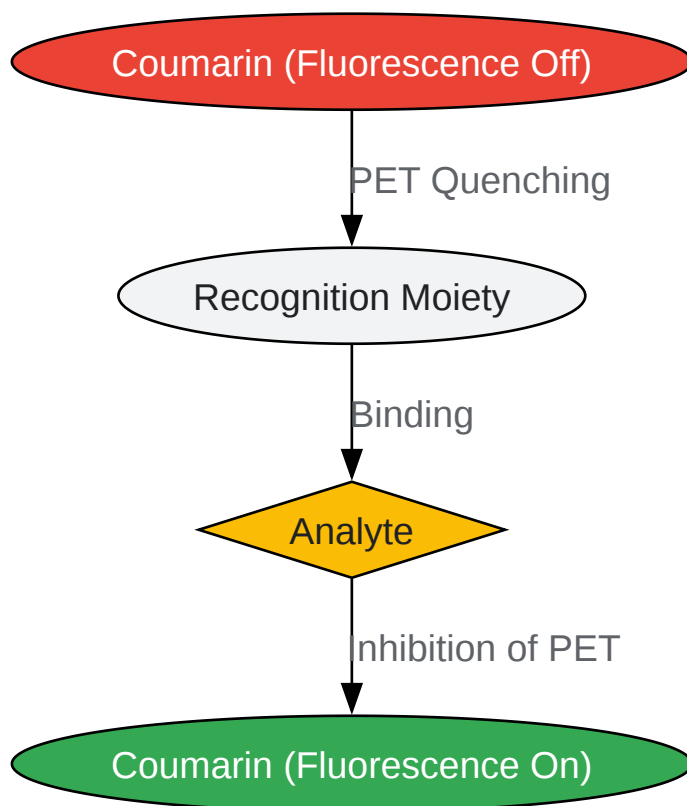 Coumarin (Fluorescence Off)
PET Quenching
Recognition Moiety
Binding
Analyte
Inhibition of PET
Coumarin (Fluorescence On)